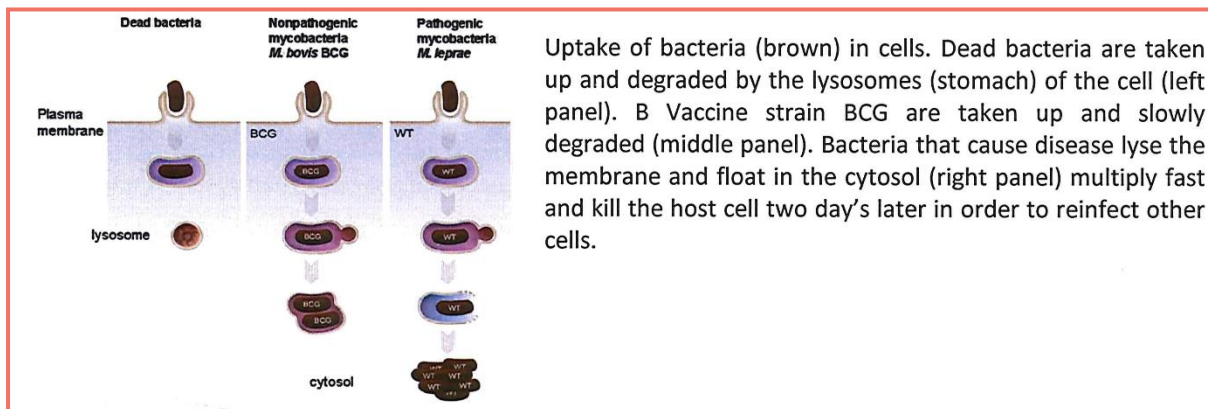 Dead bacteria
Nonpathogenic
mycobacteria
M. bovis BCG
Pathogenic
mycobacteria
M. leprae
Plasma
membrane
BCG
WT
BCG
WT
lysosome
BCG
WT
BCG
BCG
WT
cytosol
WT
WT
WT
WT
WT
Uptake of bacteria (brown) in cells. Dead bacteria are taken
up and degraded by the lysosomes (stomach) of the cell (left
panel). B Vaccine strain BCG are taken up and slowly
degraded (middle panel). Bacteria that cause disease lyse the
membrane and float in the cytosol (right panel) multiply fast
and kill the host cell two day's later in order to reinfect other
cells.